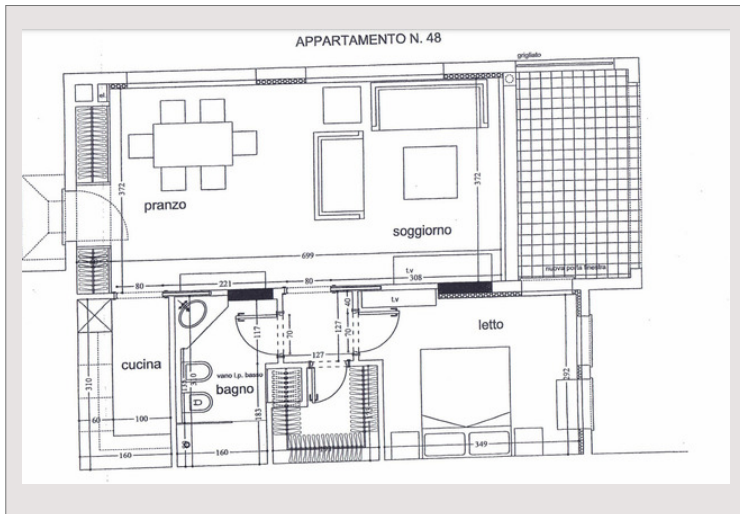 APPARTAMENTO N. 48
grigliato
372
pranzo
soggiorno
372
699
nuova porta finestra
t.v
80
221
80
308
t.v
40
117
70
127
70
letto
cucina
127
vano i.p. basso
bagno
310
310
292
60
100
183
349
160
160